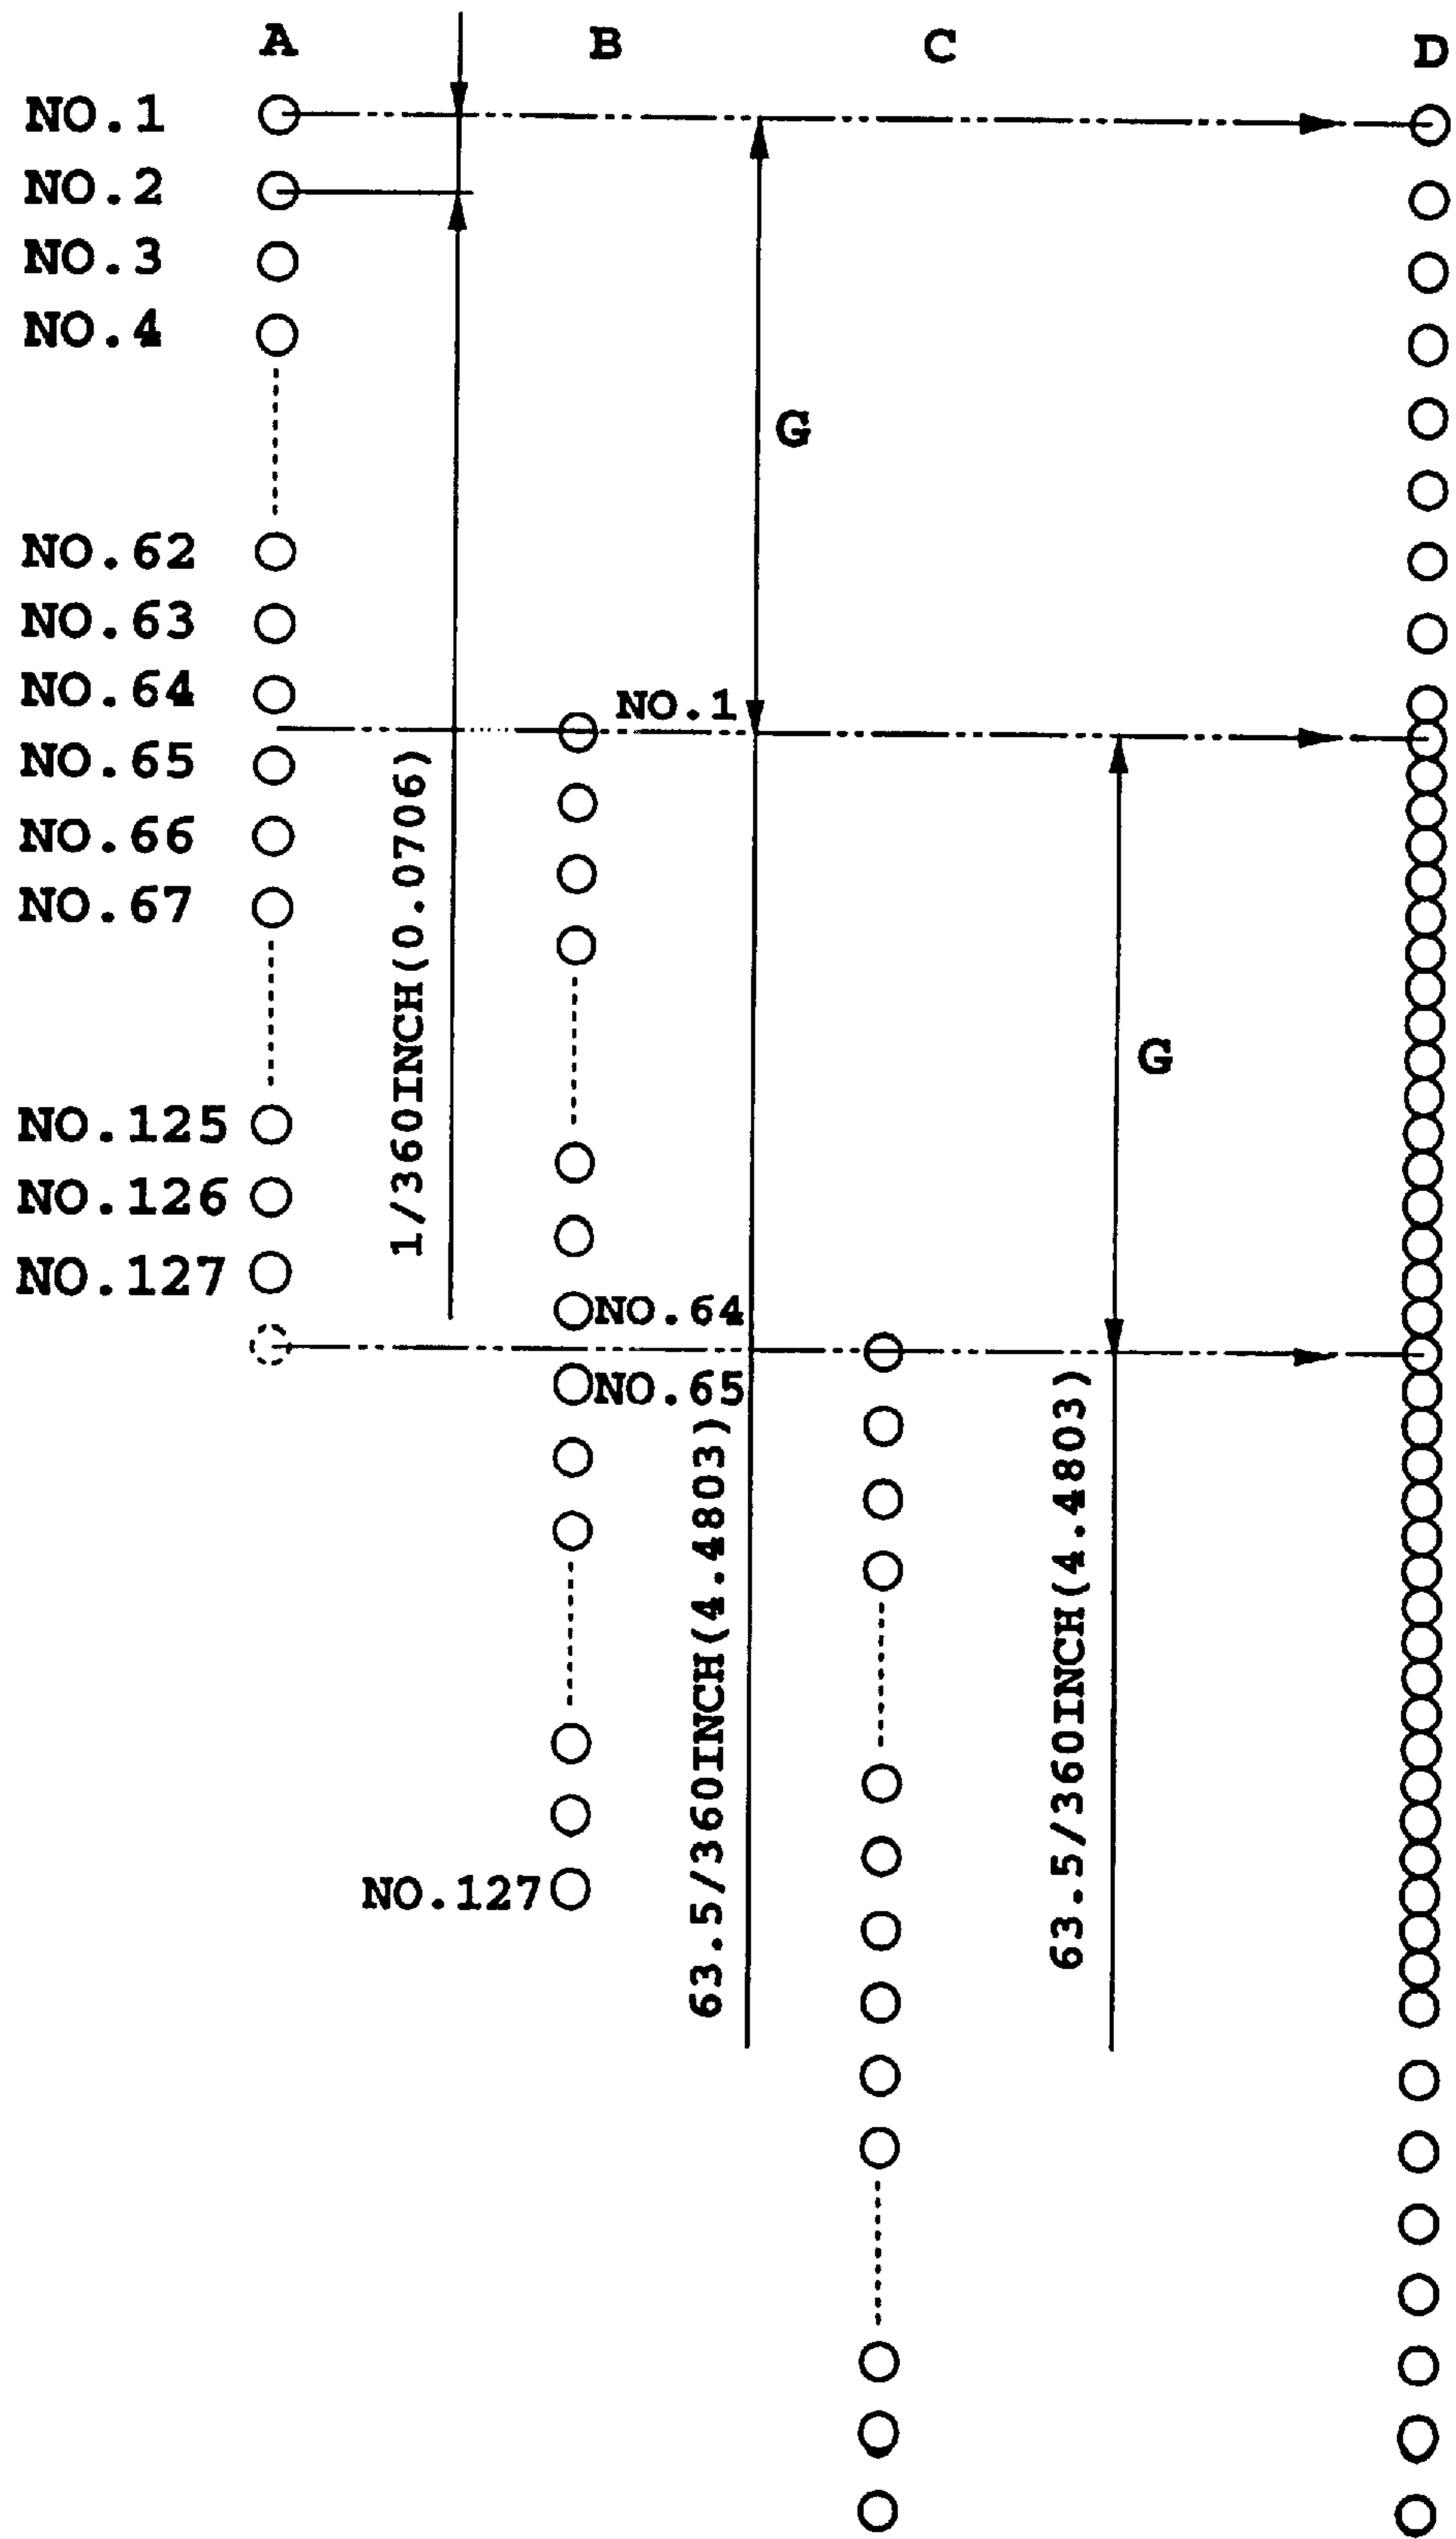 A B C D
NO.1
NO.2
NO.3
NO.4
G
NO.62
NO.63
NO.64
NO.1
NO.65
NO.66
NO.67
1/360INCH(0.0706)
G
NO.125
NO.126
NO.127
NO.64
NO.65
63.5/360INCH(4.4803)
63.5/360INCH(4.4803)
NO.127